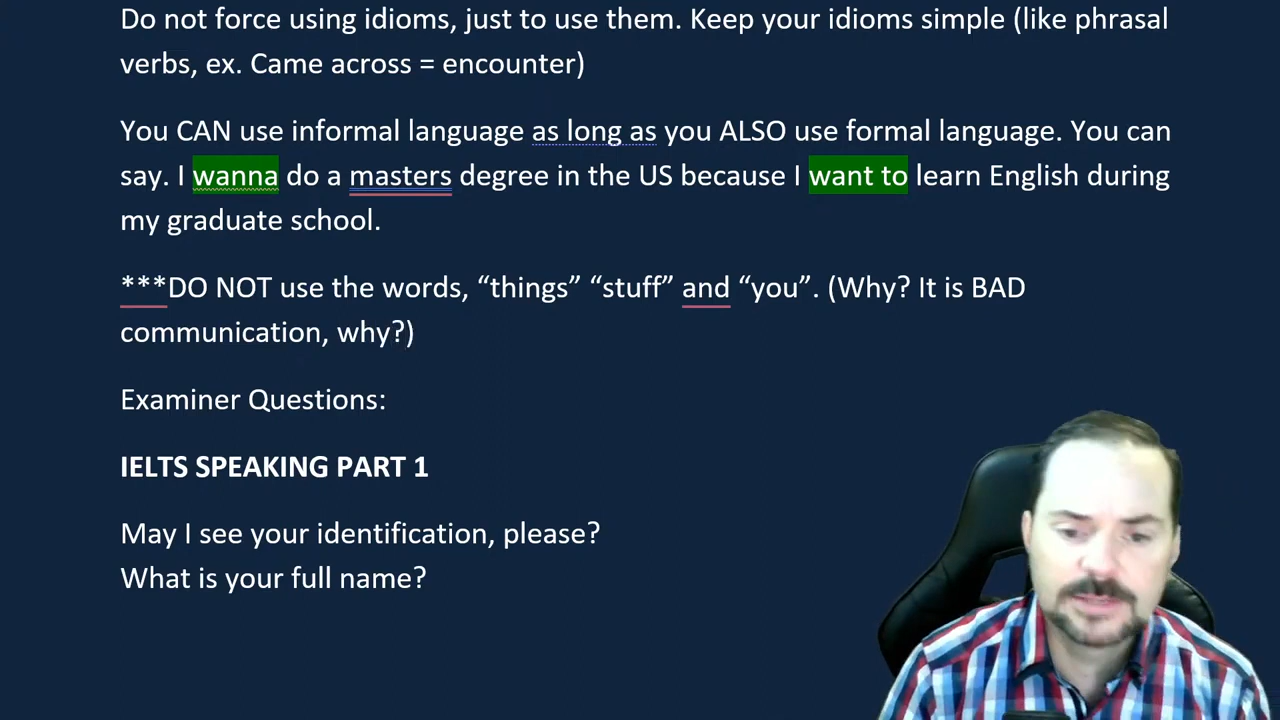 Do not force using idioms, just to use them. Keep your idioms simple (like phrasal
verbs, ex. Came across = encounter)
You CAN use informal language as long as you ALSO use formal language. You can
say. I wanna do a masters degree in the US because I want to learn English during
my graduate school.
***DO NOT use the words, “things” “stuff” and “you”. (Why? It is BAD
communication, why?)
Examiner Questions:
IELTS SPEAKING PART 1
May I see your identification, please?
What is your full name?